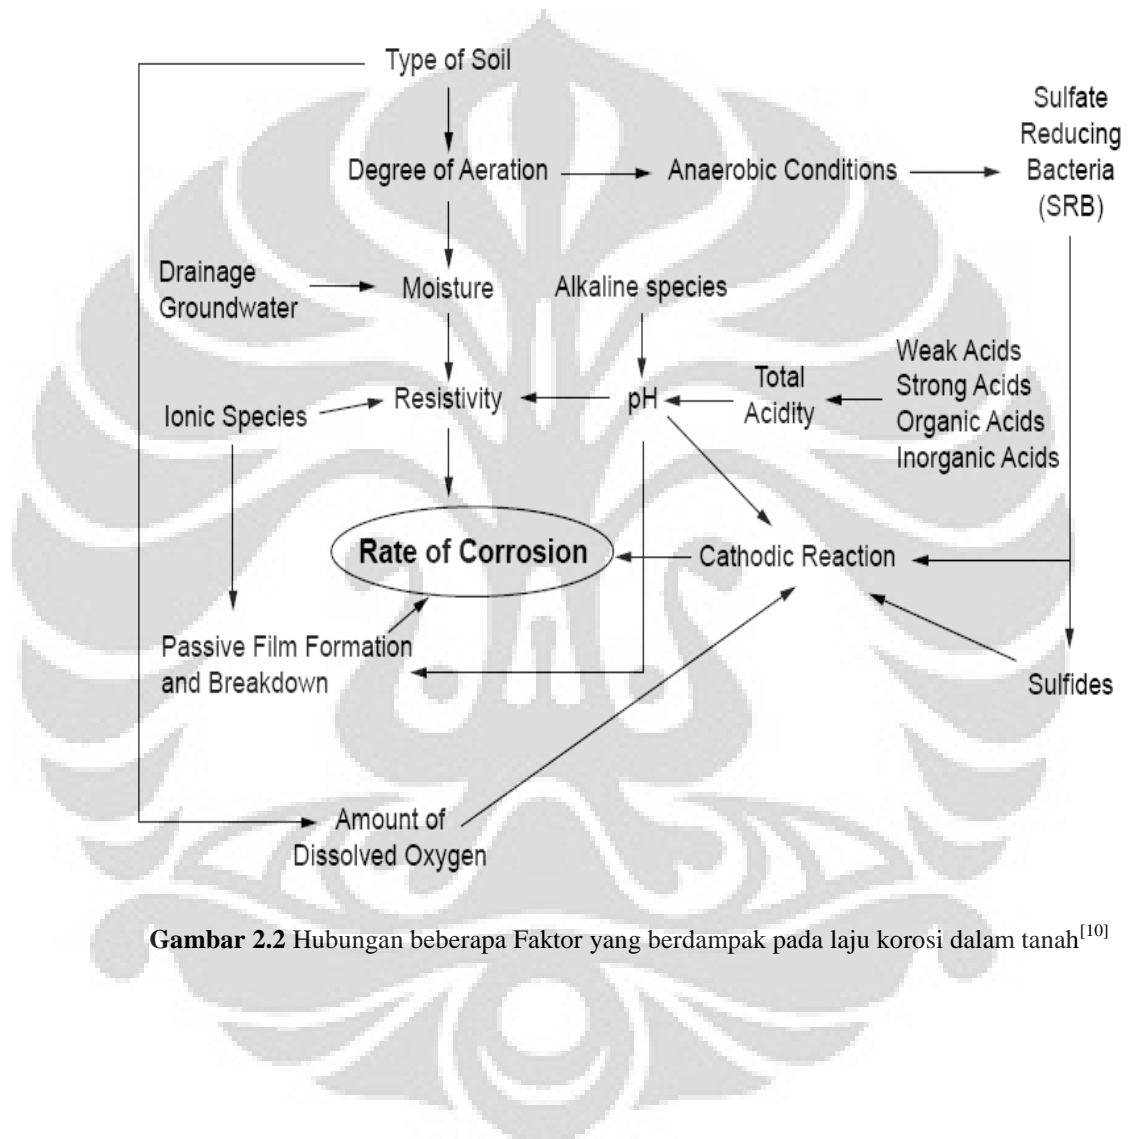 Type of Soil
Sulfate
Reducing
Bacteria
(SRB)
Degree of Aeration
Anaerobic Conditions
Drainage
Groundwater
Moisture
Alkaline species
Weak Acids
Strong Acids
Organic Acids
Inorganic Acids
Total
Acidity
pH
Resistivity
Ionic Species
Rate of Corrosion
Cathodic Reaction
Passive Film Formation
and Breakdown
Sulfides
Amount of
Dissolved Oxygen
Gambar 2.2 Hubungan beberapa Faktor yang berdampak pada laju korosi dalam tanah[10]